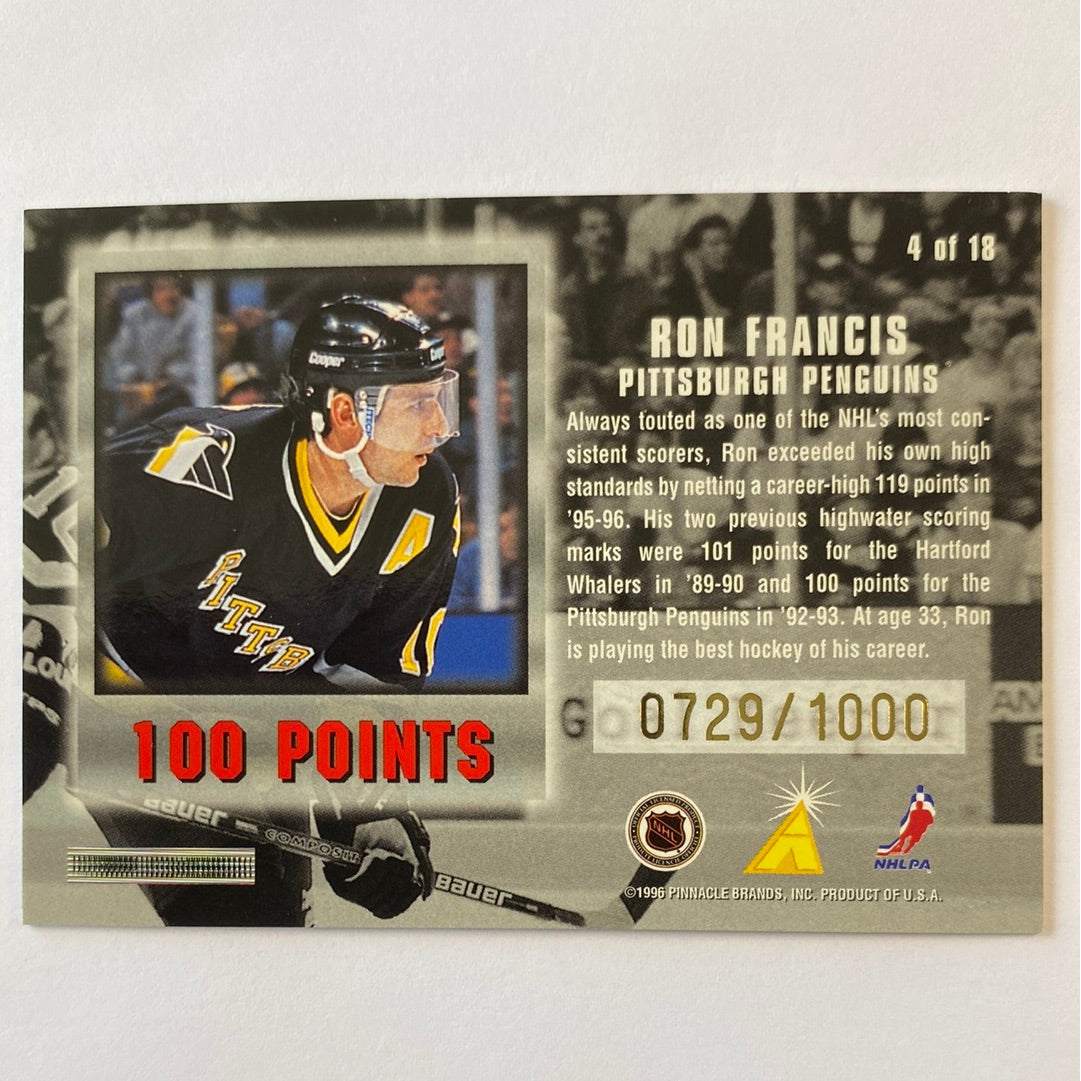 4 of 18
RON FRANCIS
PITTSBURGH PENGUINS
Always touted as one of the NHL's most con-
sistent scorers, Ron exceeded his own high
standards by netting a career-high 119 points in
'95-96. His two previous highwater scoring
marks were 101 points for the Hartford
Whalers in '89-90 and 100 points for the
Pittsburgh Penguins in '92-93. At age 33, Ron
is playing the best hockey of his career.
0729/1000
Cooper
A
PITTSB
100 POINTS
Bauer COMPOSIT
Bauer
NHL
NHLPA
©1996 PINNACLE BRANDS, INC. PRODUCT OF U.S.A.